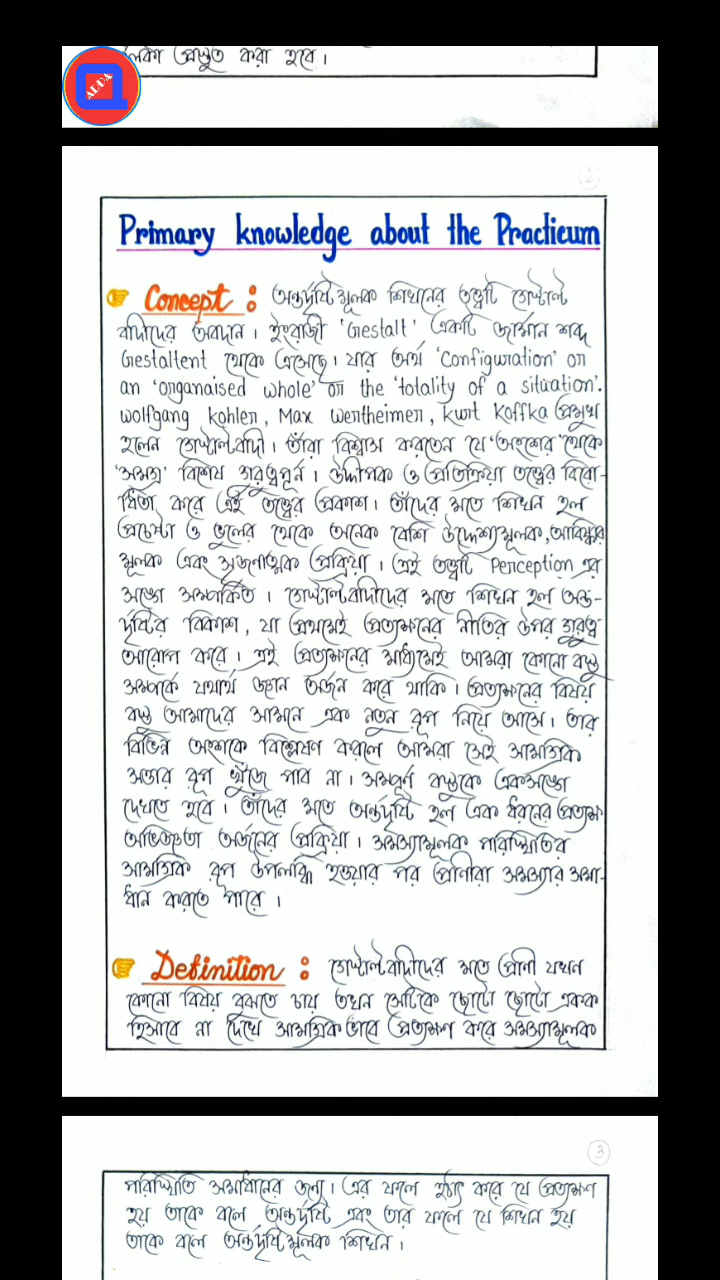 লিকা প্রস্তুত করা হবে।
ALDA
2
Primary knowledge about the Practicum
Concept : অন্তর্দৃষ্টিমূলক শিখনের তত্ত্বটি গেস্টাল্ট
বাদীদের অবদান। ইংরাজী 'Gestalt' একটি জার্মান শব্দ
Gestaltent থেকে এসেছে। যার অর্থ 'Configuration' or
an 'organaised whole' or the 'totality of a situation'.
wolfgang kohler, Max wertheimer, kurt Koffka প্রমুখ
হলেন গেস্টাল্টবাদী। তাঁরা বিশ্বাস করতেন যে 'অংশের' থেকে
'সমগ্র' বিশেষ গুরুত্বপূর্ন। উদ্দীপক ও প্রতিক্রিয়া তত্ত্বের বিরো-
ধিতা করে এই তত্ত্বের প্রকাশ। তাঁদের মতে শিখন হল
প্রচেষ্টা ও ভুলের থেকে অনেক বেশি উদ্দেশ্যমূলক, আবিষ্কার
মূলক এবং সৃজনাত্মক প্রক্রিয়া। এই তত্ত্বটি Perception এর
সঙ্গে সম্পর্কিত। গেস্টাল্টবাদীদের মতে শিখন হল অন্ত-
র্দৃষ্টির বিকাশ, যা প্রথমেই প্রত্যক্ষনের নীতির উপর গুরুত্ব
আরোপ করে। এই প্রত্যক্ষনের মাধ্যমেই আমরা কোনো বস্তু
সম্পর্কে যথার্থ জ্ঞান অর্জন করে থাকি। প্রত্যক্ষনের বিষয়
বস্তু আমাদের সামনে এক নতুন রূপ নিয়ে আসে। তার
বিভিন্ন অংশকে বিশ্লেষণ করলে আমরা সেই সামগ্রিক
সত্তার রূপ খুঁজে পাব না। সম্পূর্ণ বস্তুকে একসঙ্গে
দেখতে হবে। তাঁদের মতে অন্তর্দৃষ্টি হল এক ধরনের প্রত্যক্ষ
অভিজ্ঞতা অর্জনের প্রক্রিয়া। সমস্যামূলক পরিস্থিতির
সামগ্রিক রূপ উপলব্ধি হওয়ার পর প্রাণীরা সমস্যার সমা-
ধান করতে পারে।
Definition : গেস্টাল্টবাদীদের মতে প্রাণী যখন
কোনো বিষয় বুঝতে চায় তখন সেটিকে ছোটো ছোটো একক
হিসাবে না দেখে সামগ্রিকভাবে প্রত্যক্ষণ করে সমস্যামূলক
3
পরিস্থিতি সমাধানের জন্য। এর ফলে হঠাৎ করে যে প্রত্যক্ষণ
হয় তাকে বলে অন্তর্দৃষ্টি এবং তার ফলে যে শিখন হয়
তাকে বলে অন্তর্দৃষ্টিমূলক শিখন।